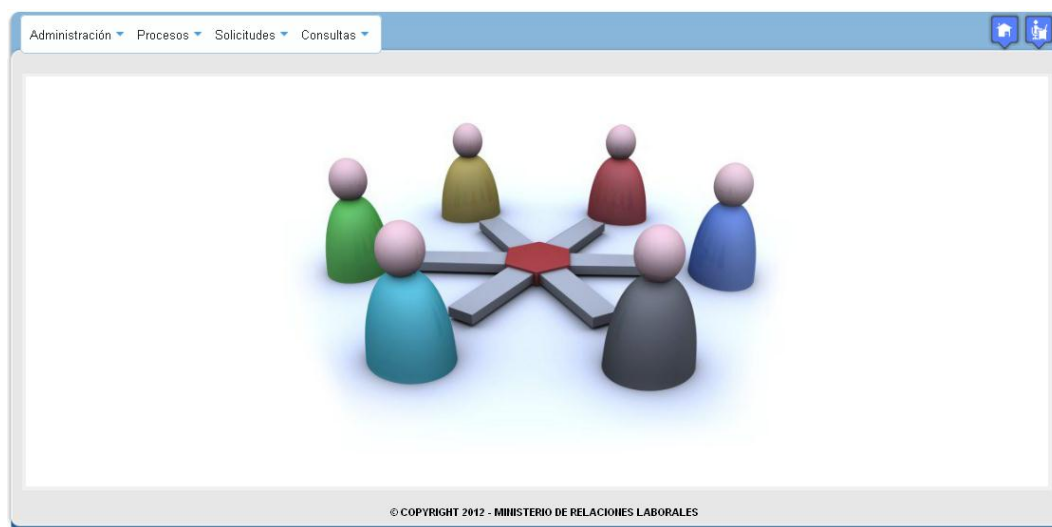 Administración Procesos Solicitudes Consultas
© COPYRIGHT 2012 - MINISTERIO DE RELACIONES LABORALES